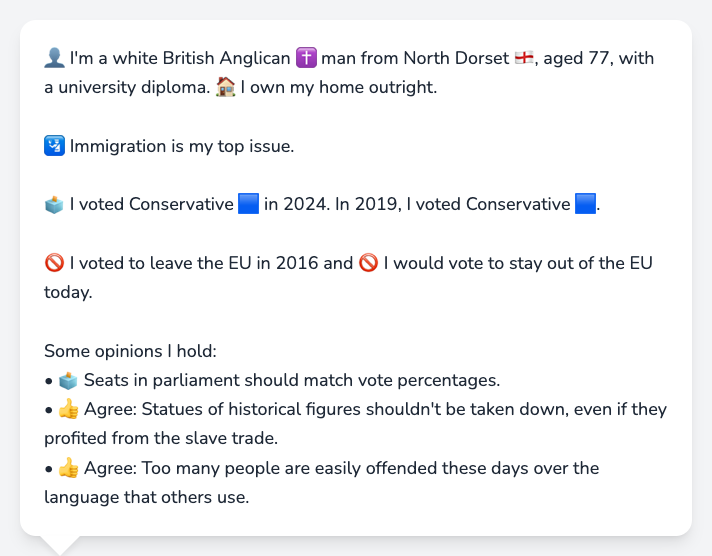 👤 I'm a white British Anglican ✝️ man from North Dorset 🏴󠁧󠁢󠁥󠁮󠁧󠁿, aged 77, with
a university diploma. 🏠 I own my home outright.
🛂 Immigration is my top issue.
🗳️ I voted Conservative 🟦 in 2024. In 2019, I voted Conservative 🟦.
🚫 I voted to leave the EU in 2016 and 🚫 I would vote to stay out of the EU
today.
Some opinions I hold:
• 🗳️ Seats in parliament should match vote percentages.
• 👍 Agree: Statues of historical figures shouldn't be taken down, even if they
profited from the slave trade.
• 👍 Agree: Too many people are easily offended these days over the
language that others use.